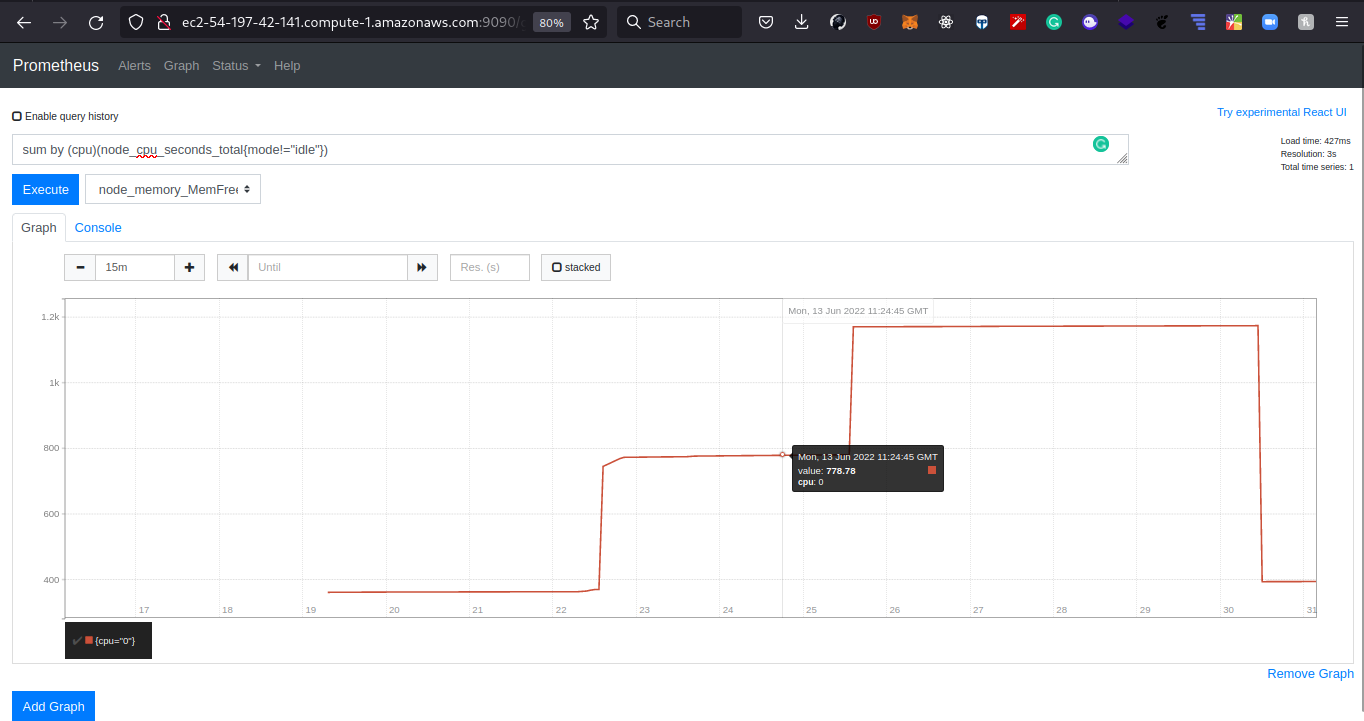 ec2-54-197-42-141.compute-1.amazonaws.com:9090/
80%
Search
Prometheus Alerts Graph Status Help
Enable query history
Try experimental React UI
sum by (cpu)(node_cpu_seconds_total{mode!="idle"})
Load time: 427ms
Resolution: 3s
Total time series: 1
Execute
node_memory_MemFree
Graph Console
15m
Until
Res. (s)
stacked
Mon, 13 Jun 2022 11:24:45 GMT
1.2k
1k
800
600
400
Mon, 13 Jun 2022 11:24:45 GMT
value: 778.78
cpu: 0
17 18 19 20 21 22 23 24 25 26 27 28 29 30 31
{cpu="0"}
Remove Graph
Add Graph